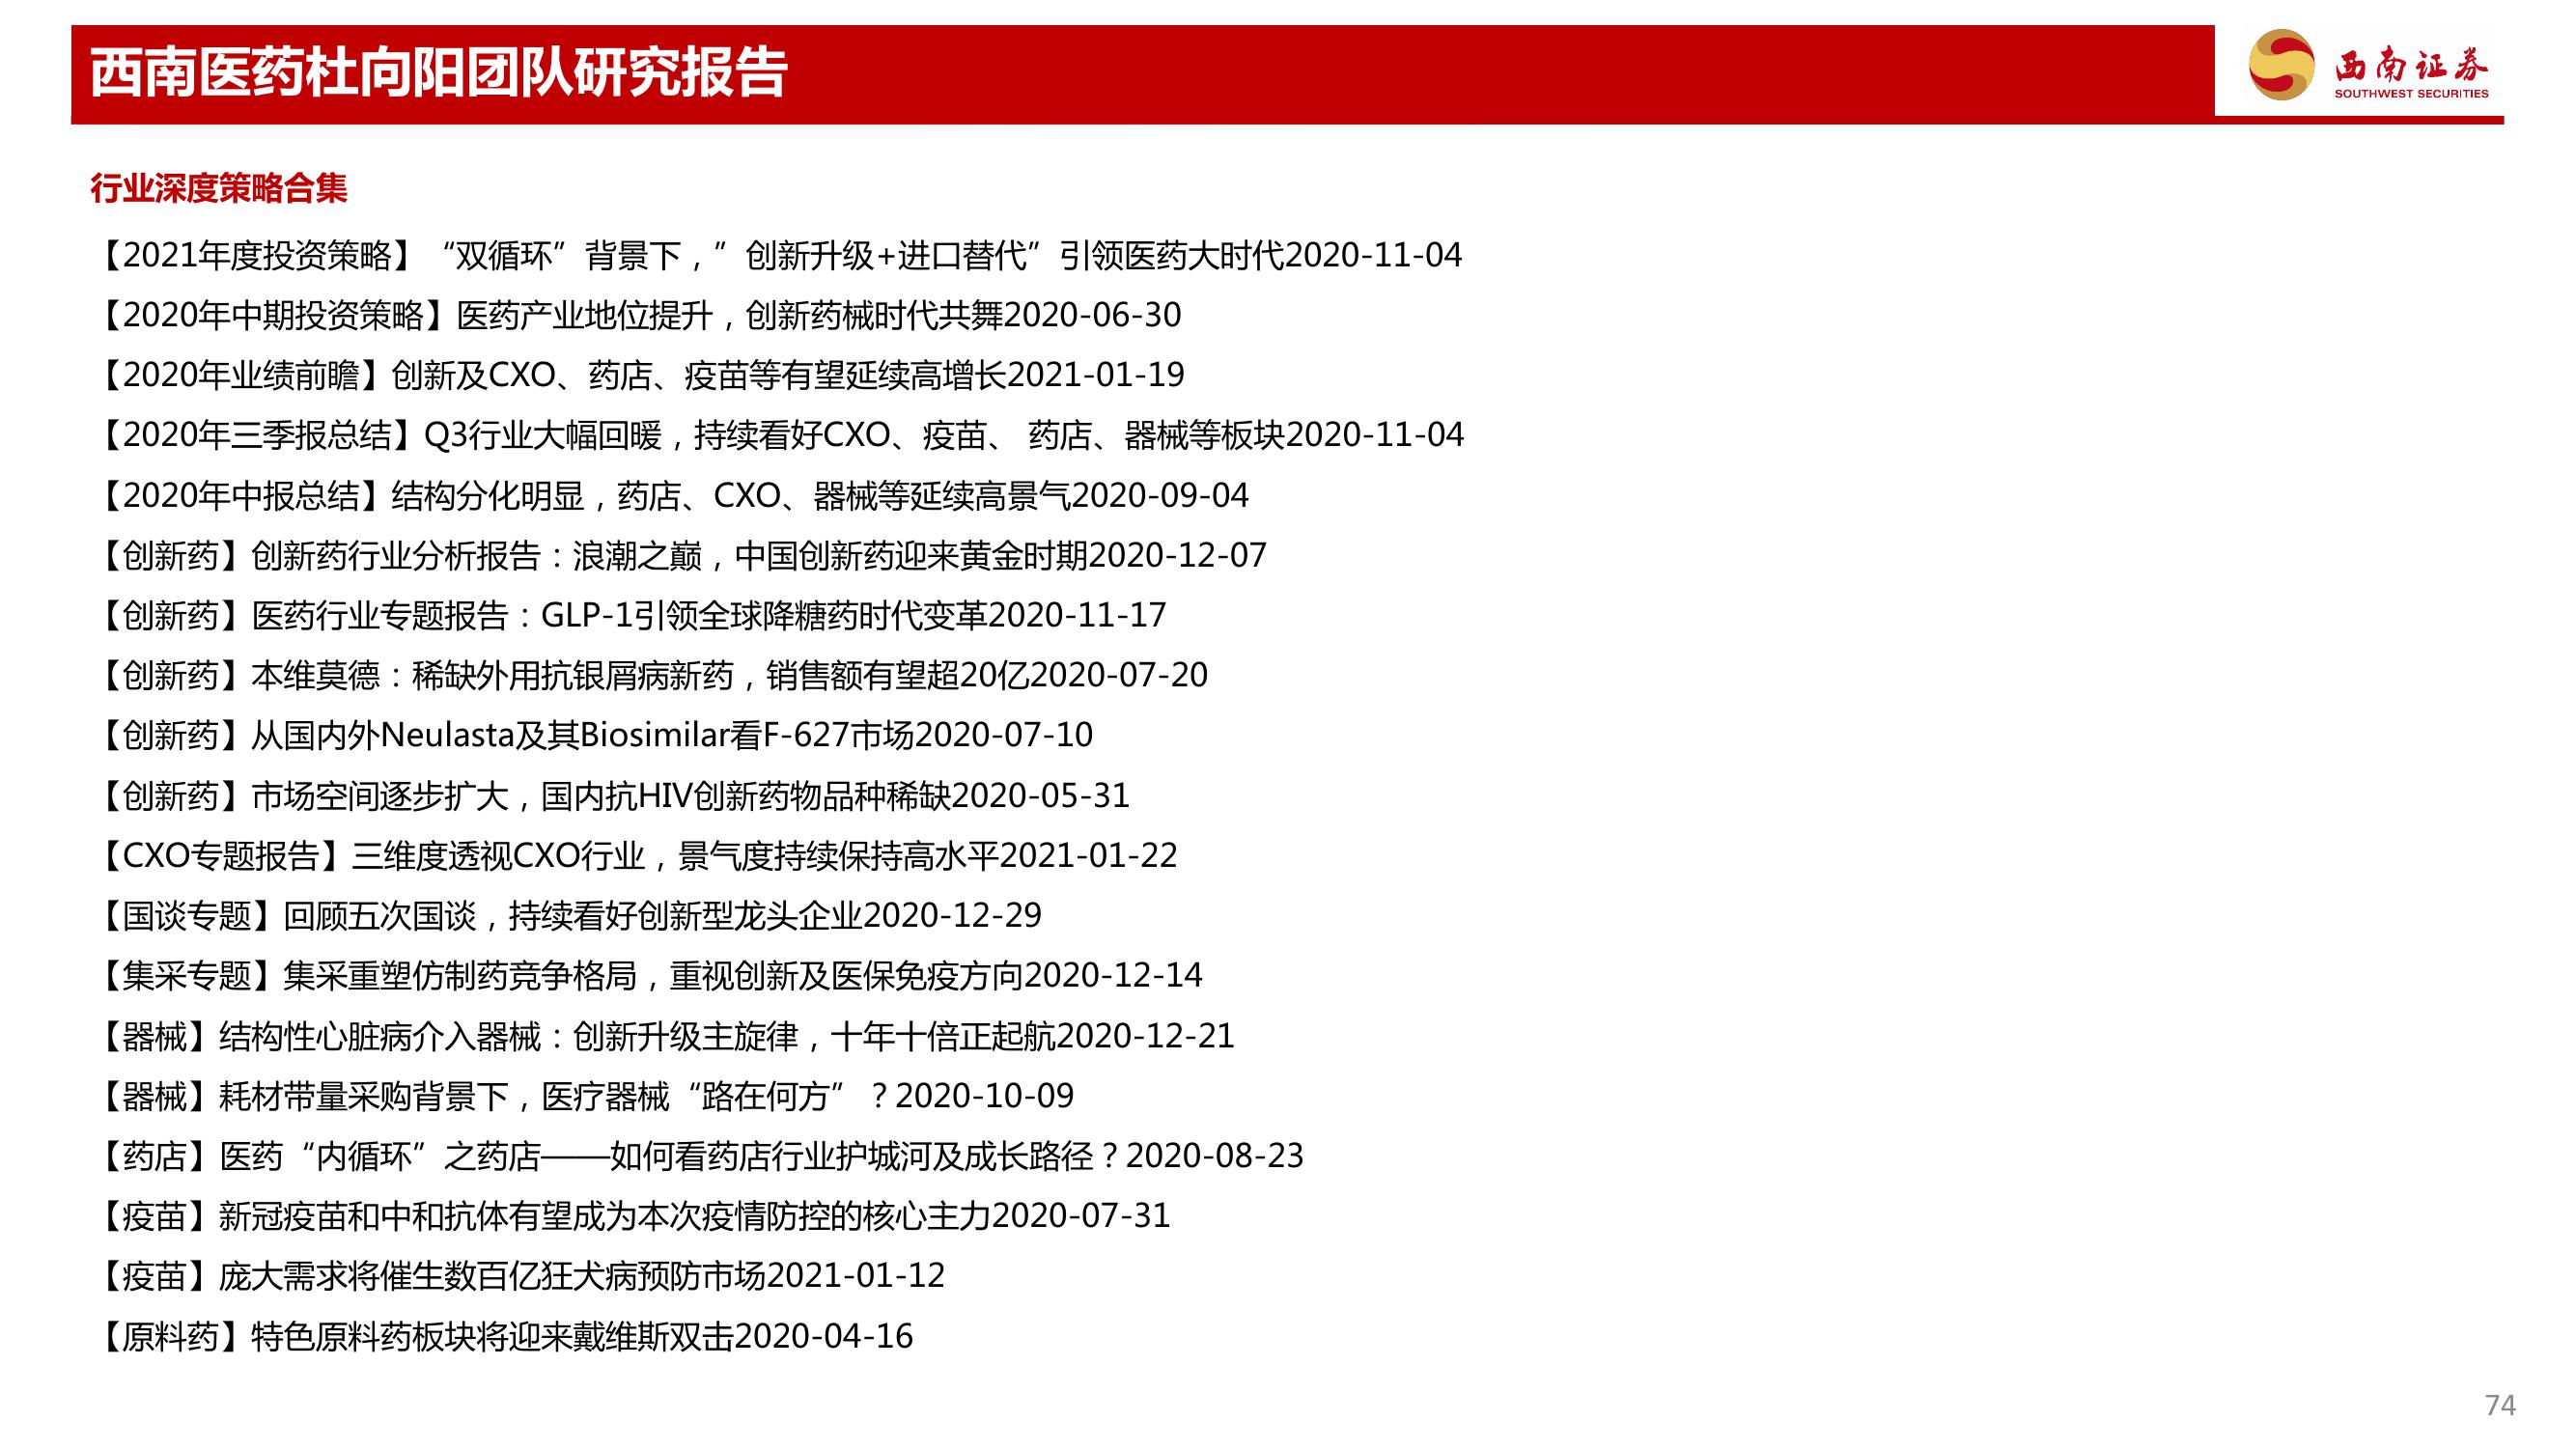 西南医药杜向阳团队研究报告
西南证券
SOUTHWEST SECURITIES
行业深度策略合集
【2021年度投资策略】“双循环”背景下，”创新升级+进口替代”引领医药大时代2020-11-04
【2020年中期投资策略】医药产业地位提升，创新药械时代共舞2020-06-30
【2020年业绩前瞻】创新及CXO、药店、疫苗等有望延续高增长2021-01-19
【2020年三季报总结】Q3行业大幅回暖，持续看好CXO、疫苗、 药店、器械等板块2020-11-04
【2020年中报总结】结构分化明显，药店、CXO、器械等延续高景气2020-09-04
【创新药】创新药行业分析报告：浪潮之巅，中国创新药迎来黄金时期2020-12-07
【创新药】医药行业专题报告：GLP-1引领全球降糖药时代变革2020-11-17
【创新药】本维莫德：稀缺外用抗银屑病新药，销售额有望超20亿2020-07-20
【创新药】从国内外Neulasta及其Biosimilar看F-627市场2020-07-10
【创新药】市场空间逐步扩大，国内抗HIV创新药物品种稀缺2020-05-31
【CXO专题报告】三维度透视CXO行业，景气度持续保持高水平2021-01-22
【国谈专题】回顾五次国谈，持续看好创新型龙头企业2020-12-29
【集采专题】集采重塑仿制药竞争格局，重视创新及医保免疫方向2020-12-14
【器械】结构性心脏病介入器械：创新升级主旋律，十年十倍正起航2020-12-21
【器械】耗材带量采购背景下，医疗器械“路在何方”？2020-10-09
【药店】医药“内循环”之药店——如何看药店行业护城河及成长路径？2020-08-23
【疫苗】新冠疫苗和中和抗体有望成为本次疫情防控的核心主力2020-07-31
【疫苗】庞大需求将催生数百亿狂犬病预防市场2021-01-12
【原料药】特色原料药板块将迎来戴维斯双击2020-04-16
74